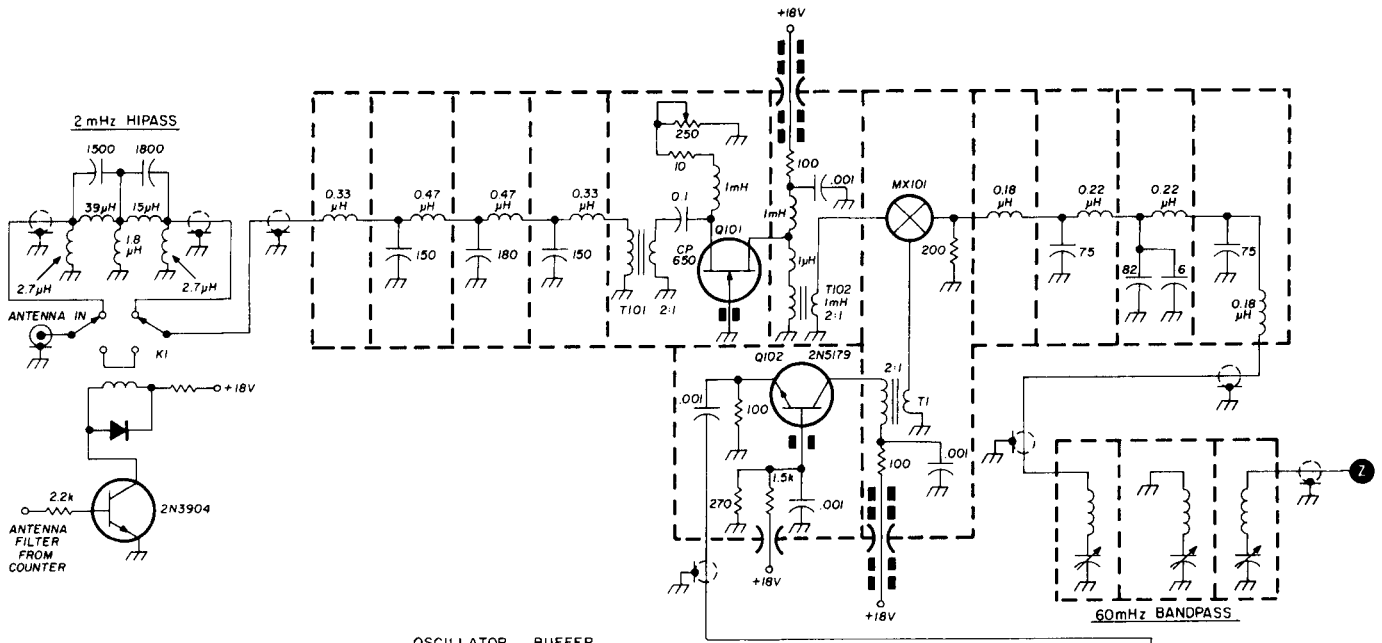 +18V
2 mHz HIPASS
1500
1800
39µH
15µH
1.8
µH
2.7µH
2.7µH
ANTENNA IN
K1
+18V
2.2k
2N3904
ANTENNA
FILTER
FROM
COUNTER
0.33
µH
0.47
µH
0.47
µH
0.33
µH
150
180
150
T101
2:1
250
10
1mH
0.1
Q101
CP
650
100
.001
1mH
1µH
T102
1mH
2:1
MX101
200
0.18
µH
0.22
µH
0.22
µH
75
82
6
75
0.18
µH
Q102
2N5179
.001
100
2:1
T1
1.5k
270
.001
100
.001
+18V
+18V
Z
60mHz BANDPASS
OSCILLATOR BUFFER